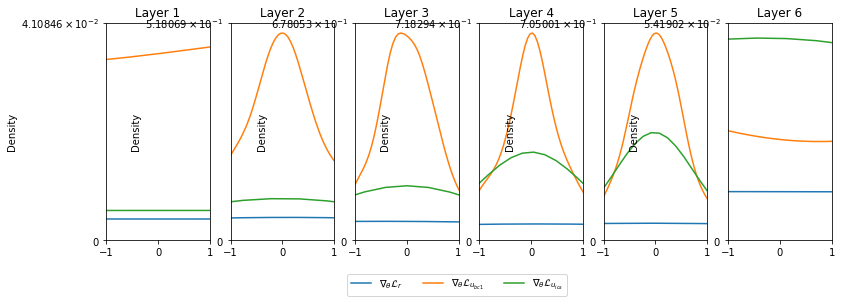 Layer 1 Layer 2 Layer 3 Layer 4 Layer 5 Layer 6
4.10846 × 10⁻² 5.18069 × 10⁻¹ 6.78053 × 10⁻¹ 7.18294 × 10⁻¹ 7.05001 × 10⁻¹ 5.41902 × 10⁻¹
Density Density Density Density Density Density
0 0 0 0 0 0
−1 0 1 −1 0 1 −1 0 1 −1 0 1 −1 0 1 −1 0 1
∇θℒr ∇θℒu_bc1 ∇θℒu_ics